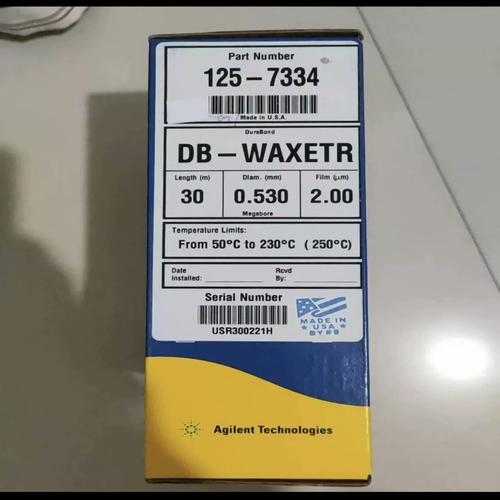 Part Number
125-7334
Made in U.S.A.
DuraBond
DB-WAXETR
Length (m) Diam. (mm) Film (µm)
30 0.530 2.00
Megabore
Temperature Limits:
From 50°C to 230°C (250°C)
Date Installed: Rcvd By:
Serial Number
USR300221H
MADE IN
USA
BY #9
Agilent Technologies